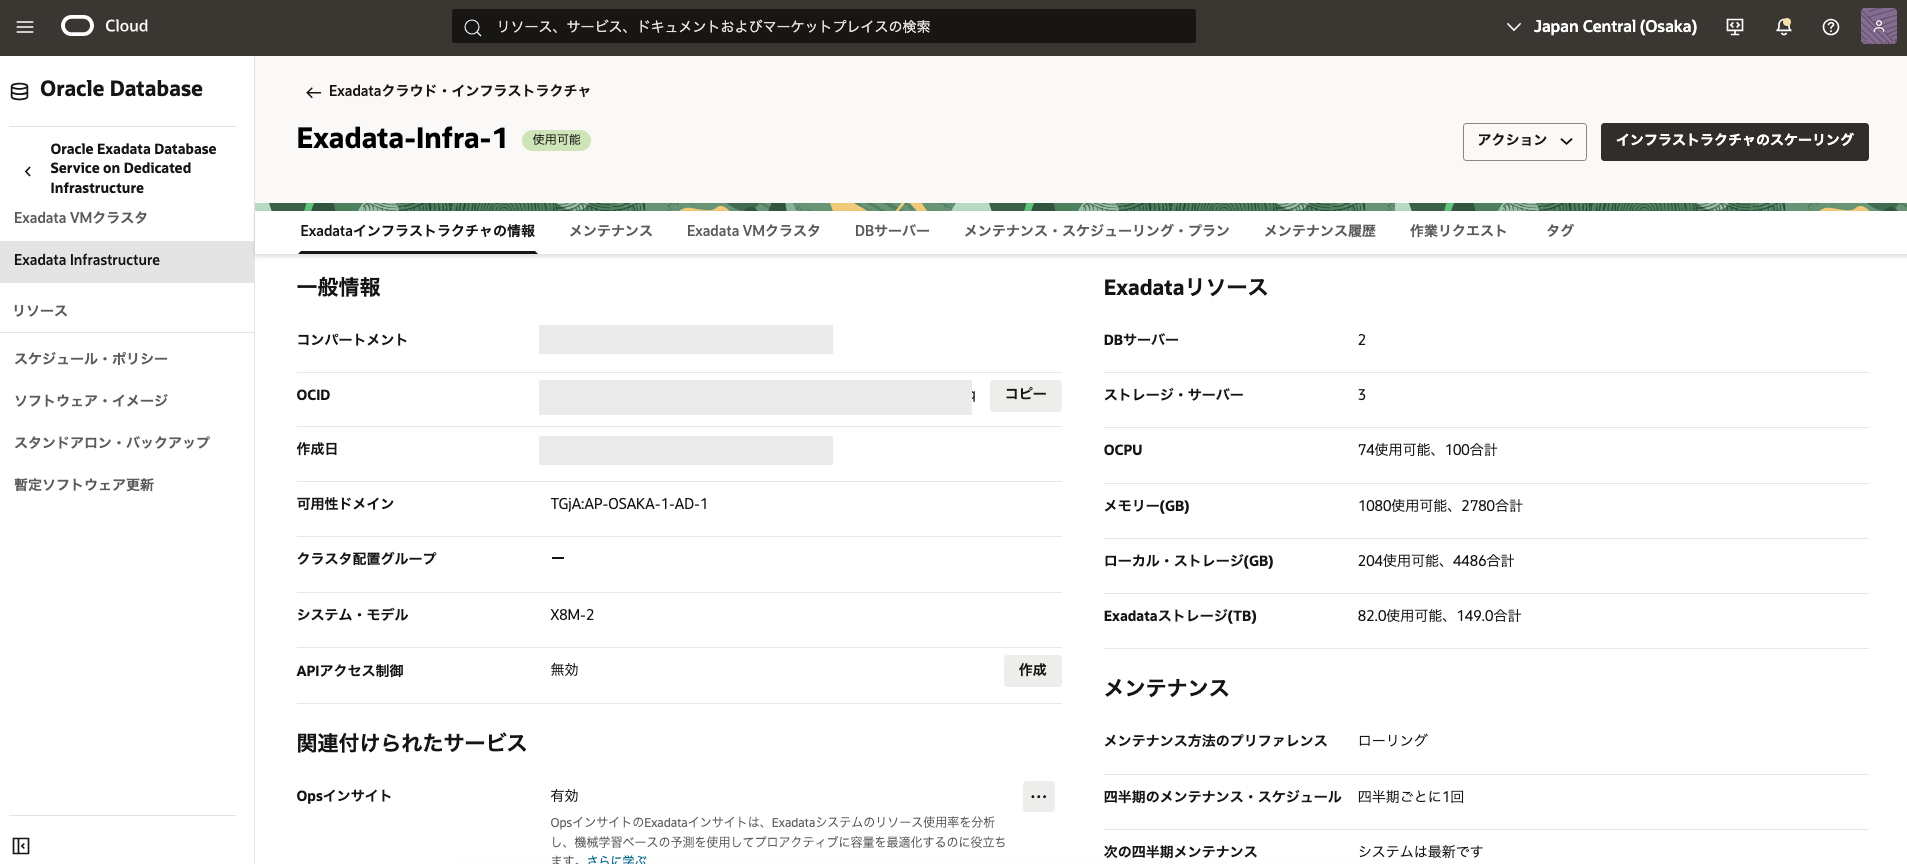 Cloud
リソース、サービス、ドキュメントおよびマーケットプレイスの検索
Japan Central (Osaka)
Oracle Database
Oracle Exadata Database
Service on Dedicated
Infrastructure
Exadata VMクラスタ
Exadata Infrastructure
リソース
スケジュール・ポリシー
ソフトウェア・イメージ
スタンドアロン・バックアップ
暫定ソフトウェア更新
← Exadataクラウド・インフラストラクチャ
Exadata-Infra-1 使用可能
アクション インフラストラクチャのスケーリング
Exadataインフラストラクチャの情報 メンテナンス Exadata VMクラスタ DBサーバー メンテナンス・スケジューリング・プラン メンテナンス履歴 作業リクエスト タグ
一般情報
コンパートメント
OCID q コピー
作成日
可用性ドメイン TGjA:AP-OSAKA-1-AD-1
クラスタ配置グループ —
システム・モデル X8M-2
APIアクセス制御 無効 作成
関連付けられたサービス
Opsインサイト 有効 ...
OpsインサイトのExadataインサイトは、Exadataシステムのリソース使用率を分析
し、機械学習ベースの予測を使用してプロアクティブに容量を最適化するのに役立ち
ます。さらに学ぶ
Exadataリソース
DBサーバー 2
ストレージ・サーバー 3
OCPU 74使用可能、100合計
メモリー(GB) 1080使用可能、2780合計
ローカル・ストレージ(GB) 204使用可能、4486合計
Exadataストレージ(TB) 82.0使用可能、149.0合計
メンテナンス
メンテナンス方法のプリファレンス ローリング
四半期のメンテナンス・スケジュール 四半期ごとに1回
次の四半期メンテナンス システムは最新です